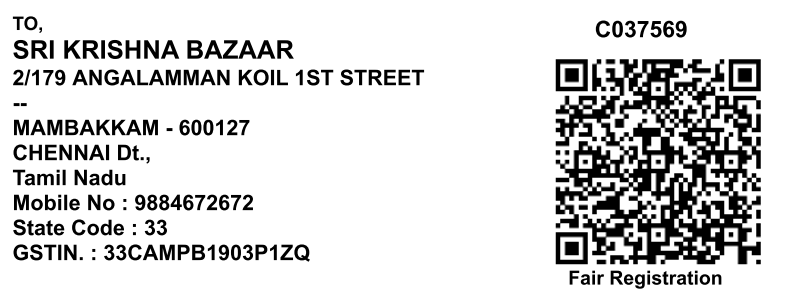 TO,
SRI KRISHNA BAZAAR
2/179 ANGALAMMAN KOIL 1ST STREET
--
MAMBAKKAM - 600127
CHENNAI Dt.,
Tamil Nadu
Mobile No : 9884672672
State Code : 33
GSTIN. : 33CAMPB1903P1ZQ
C037569
Fair Registration